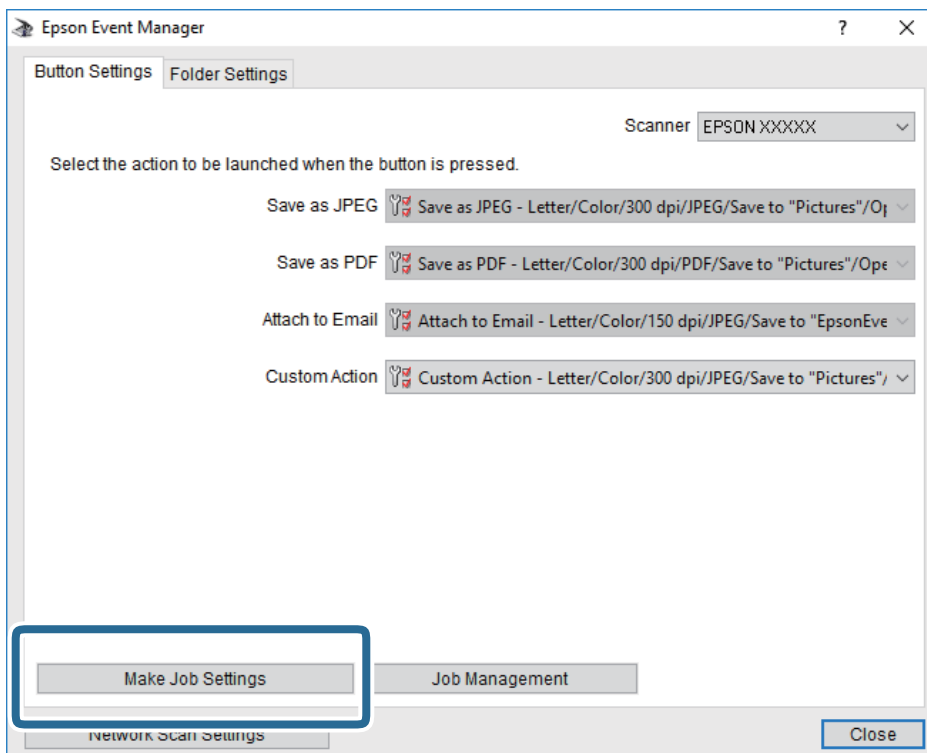 Epson Event Manager ?
Button Settings Folder Settings
Scanner EPSON XXXXX
Select the action to be launched when the button is pressed.
Save as JPEG Save as JPEG - Letter/Color/300 dpi/JPEG/Save to "Pictures"/Op
Save as PDF Save as PDF - Letter/Color/300 dpi/PDF/Save to "Pictures"/Ope
Attach to Email Attach to Email - Letter/Color/150 dpi/JPEG/Save to "EpsonEve
Custom Action Custom Action - Letter/Color/300 dpi/JPEG/Save to "Pictures"/
Make Job Settings Job Management
Network Scan Settings Close